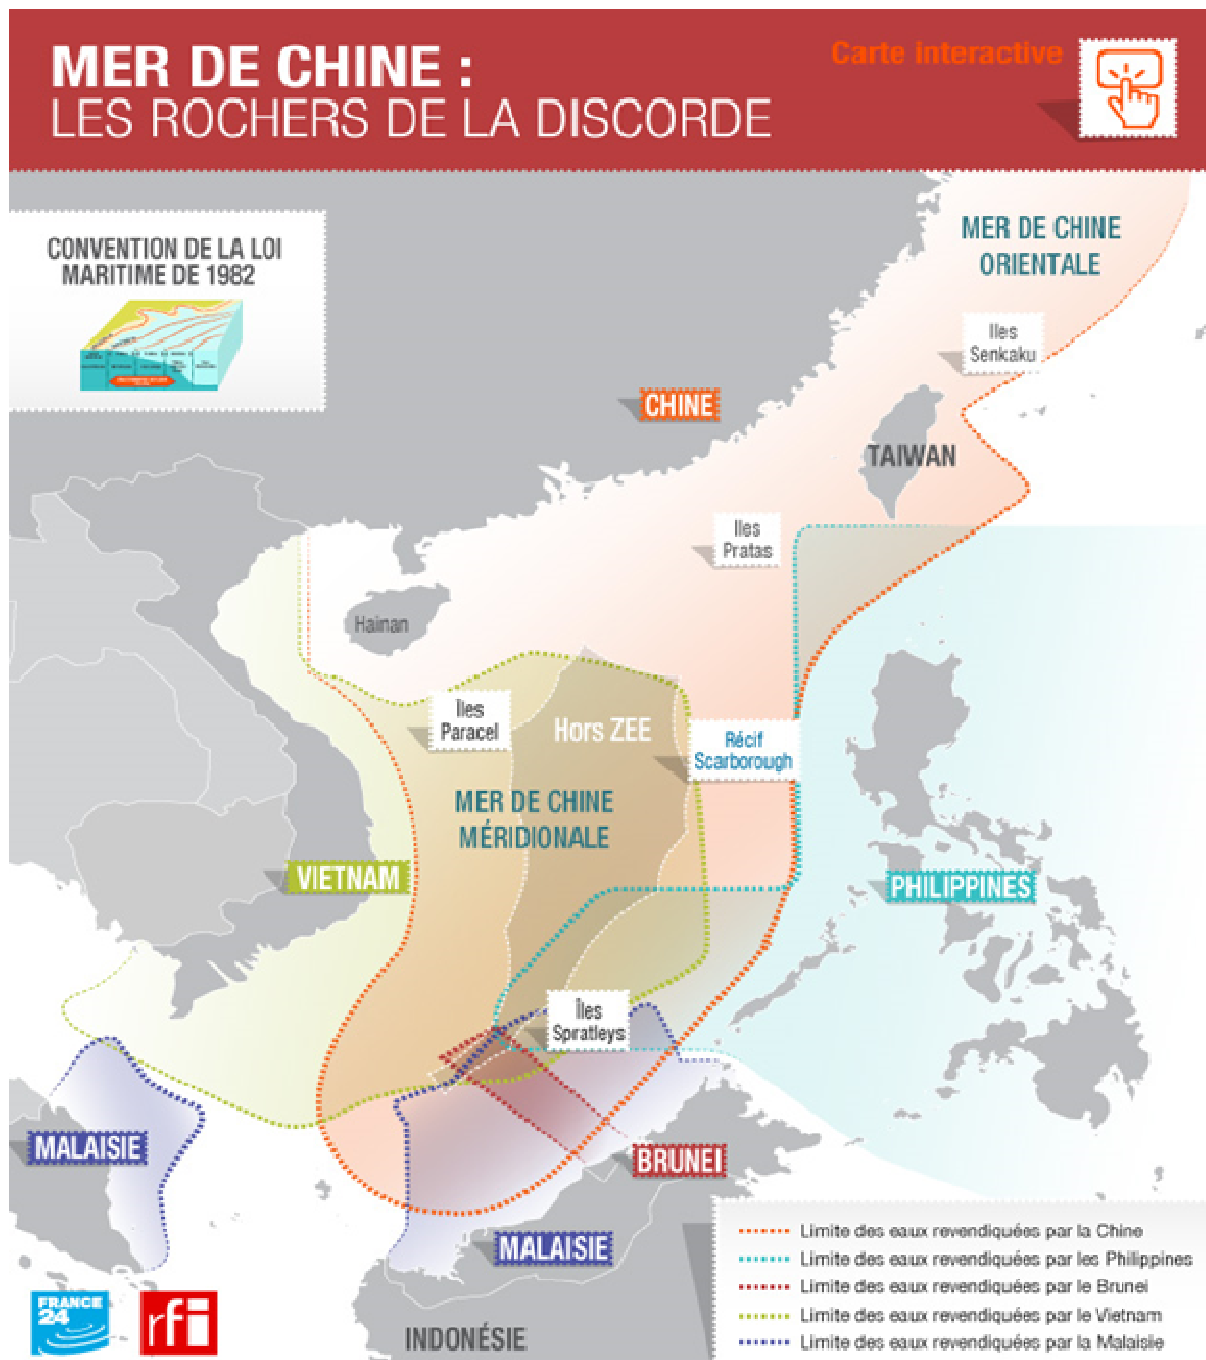 MER DE CHINE :
LES ROCHERS DE LA DISCORDE
Carte interactive
CONVENTION DE LA LOI
MARITIME DE 1982
MER DE CHINE
ORIENTALE
Iles
Senkaku
CHINE
TAIWAN
Iles
Pratas
Hainan
Îles
Paracel
Hors ZEE
Récif
Scarborough
MER DE CHINE
MÉRIDIONALE
VIETNAM
PHILIPPINES
Îles
Spiratleys
MALAISIE
BRUNEI
MALAISIE
INDONÉSIE
Limite des eaux revendiquées par la Chine
Limite des eaux revendiquées par les Philippines
Limite des eaux revendiquées par le Brunei
Limite des eaux revendiquées par le Vietnam
Limite des eaux revendiquées par la Malaisie
FRANCE
24
rfi